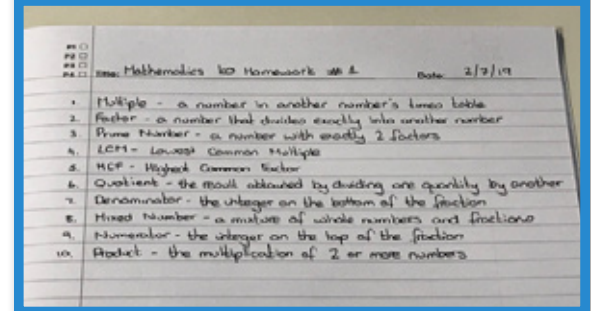 P1
P2
P3
P4 Title: Mathematics Homework # 1 Date: 2/7/19
1. Multiple - a number in another number's times table
2. Factor - a number that divides exactly into another number
3. Prime Number - a number with exactly 2 factors
4. LCM - Lowest Common Multiple
5. HCF - Highest Common Factor
6. Quotient - the result obtained by dividing one quantity by another
7. Denominator - the integer on the bottom of the fraction
8. Mixed Number - a mixture of whole numbers and fractions
9. Numerator - the integer on the top of the fraction
10. Product - the multiplication of 2 or more numbers